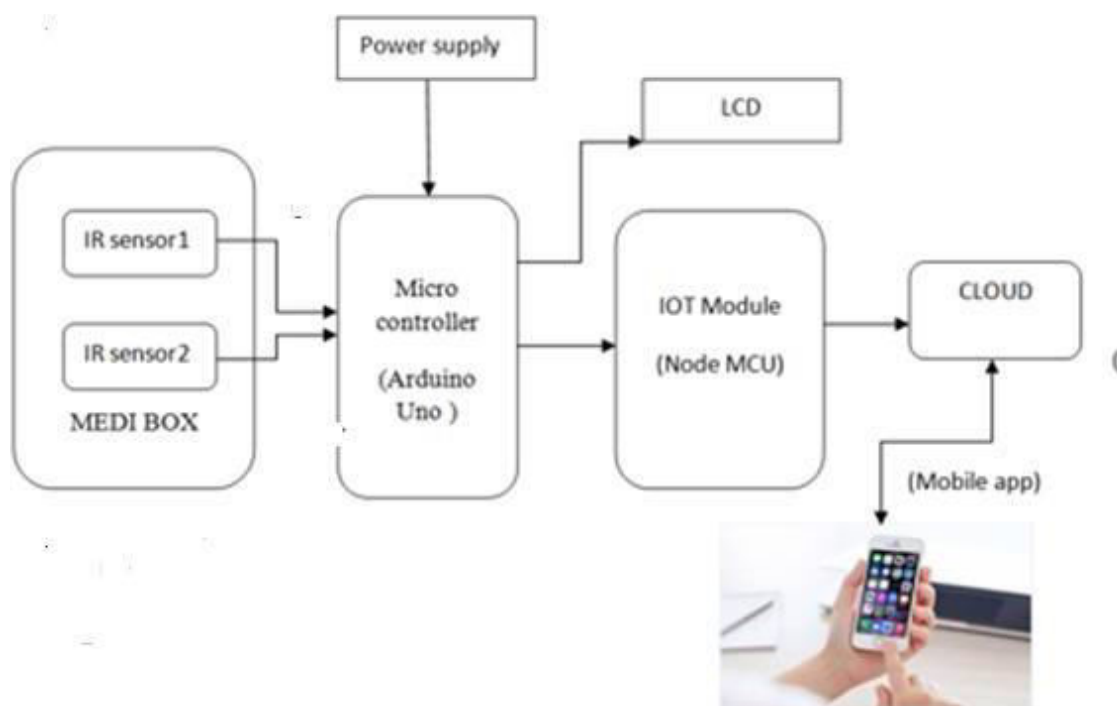 Power supply
LCD
IR sensor1
IR sensor2
MEDI BOX
Micro
controller
(Arduino
Uno )
IOT Module
(Node MCU)
CLOUD
(
(Mobile app)